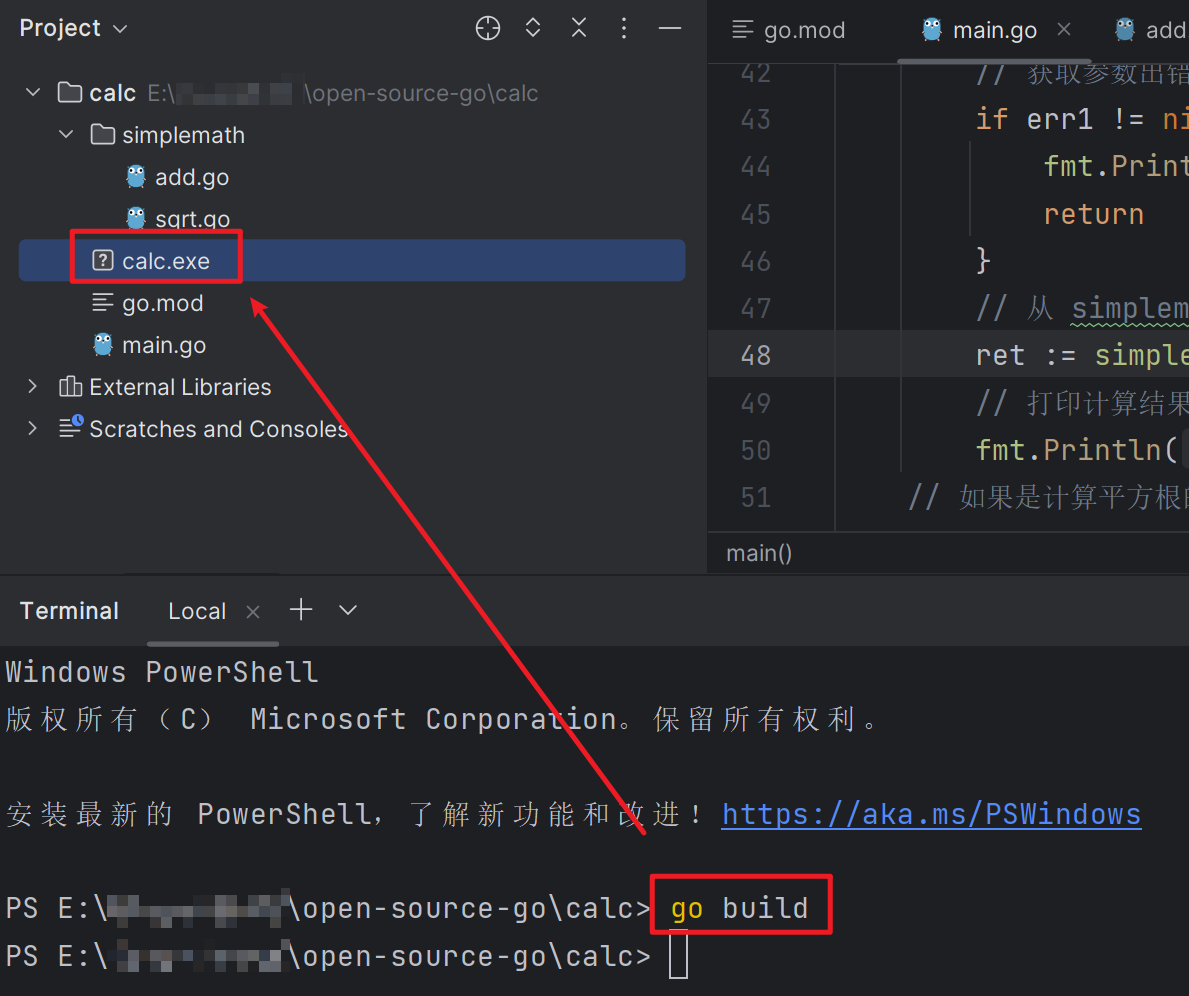 Project
calc E:\ \open-source-go\calc
simplemath
add.go
sqrt.go
calc.exe
go.mod
main.go
External Libraries
Scratches and Consoles
go.mod main.go add
42 // 获取参数出错
43 if err1 != ni
44 fmt.Print
45 return
46 }
47 // 从 simplem
48 ret := simple
49 // 打印计算结果
50 fmt.Println(
51 // 如果是计算平方根的
main()
Terminal Local
Windows PowerShell
版权所有（C） Microsoft Corporation。保留所有权利。
安装最新的 PowerShell，了解新功能和改进！https://aka.ms/PSWindows
PS E:\ \open-source-go\calc> go build
PS E:\ \open-source-go\calc>